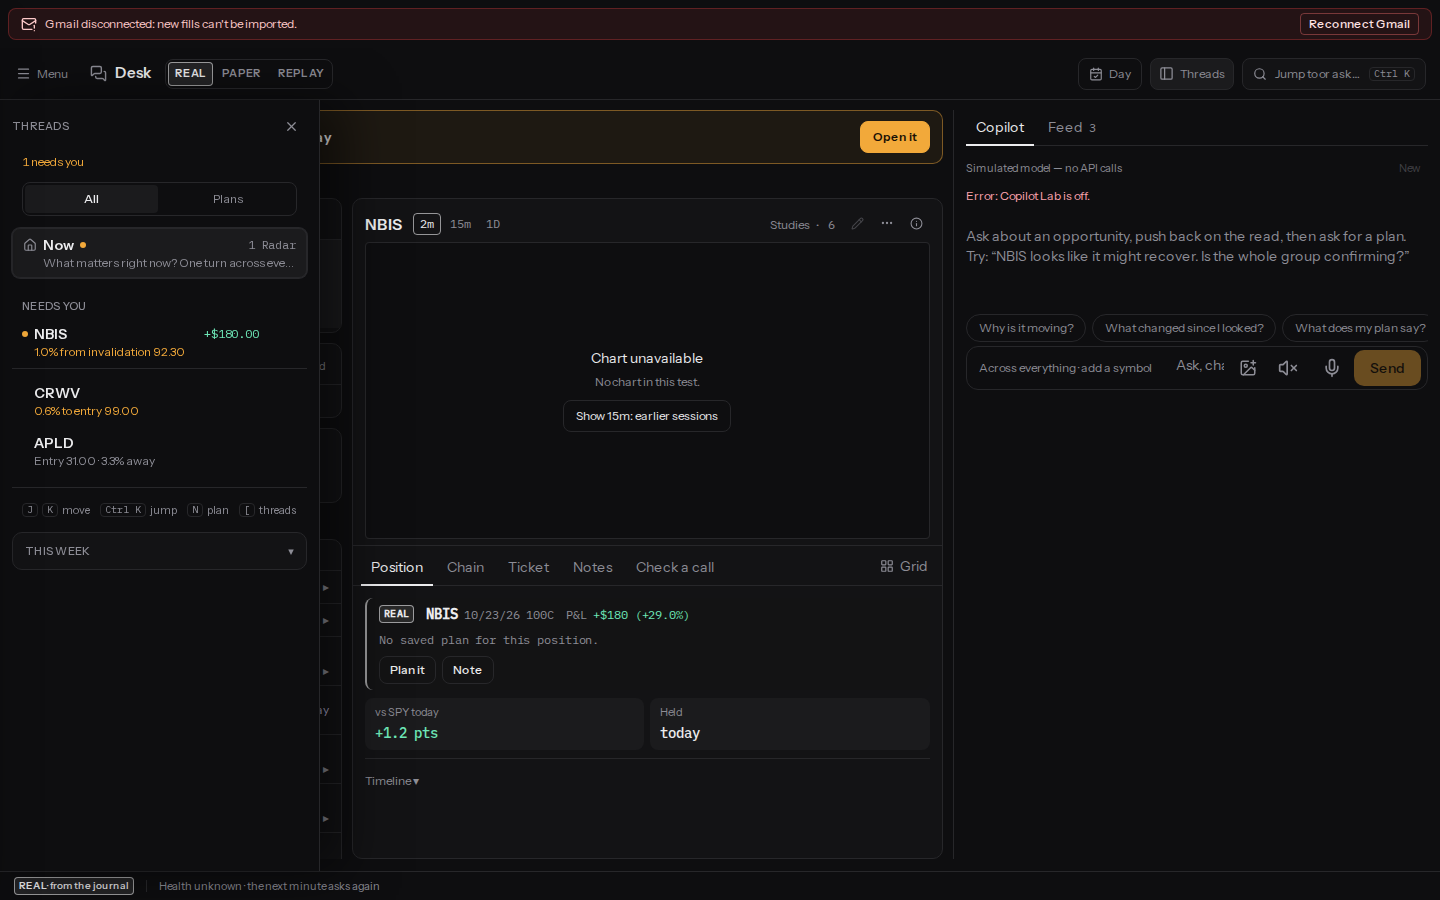 Gmail disconnected: new fills can't be imported.
Reconnect Gmail
Menu
Desk
REAL PAPER REPLAY
Day
Threads
Jump to or ask... Ctrl K
THREADS
1 needs you
All Plans
Now 1 Radar
What matters right now? One turn across eve...
NEEDS YOU
NBIS +$180.00
1.0% from invalidation 92.30
CRWV
0.6% to entry 99.00
APLD
Entry 31.00 · 3.3% away
J K move Ctrl K jump N plan [ threads
THIS WEEK
Open it
NBIS 2m 15m 1D
Studies · 6
Chart unavailable
No chart in this test.
Show 15m: earlier sessions
Position Chain Ticket Notes Check a call
Grid
REAL NBIS 10/23/26 100C P&L +$180 (+29.0%)
No saved plan for this position.
Plan it Note
vs SPY today
+1.2 pts
Held
today
Timeline
Copilot Feed 3
Simulated model — no API calls
New
Error: Copilot Lab is off.
Ask about an opportunity, push back on the read, then ask for a plan.
Try: “NBIS looks like it might recover. Is the whole group confirming?”
Why is it moving? What changed since I looked? What does my plan say?
Across everything · add a symbol
Ask, cha
Send
REAL · from the journal
Health unknown · the next minute asks again